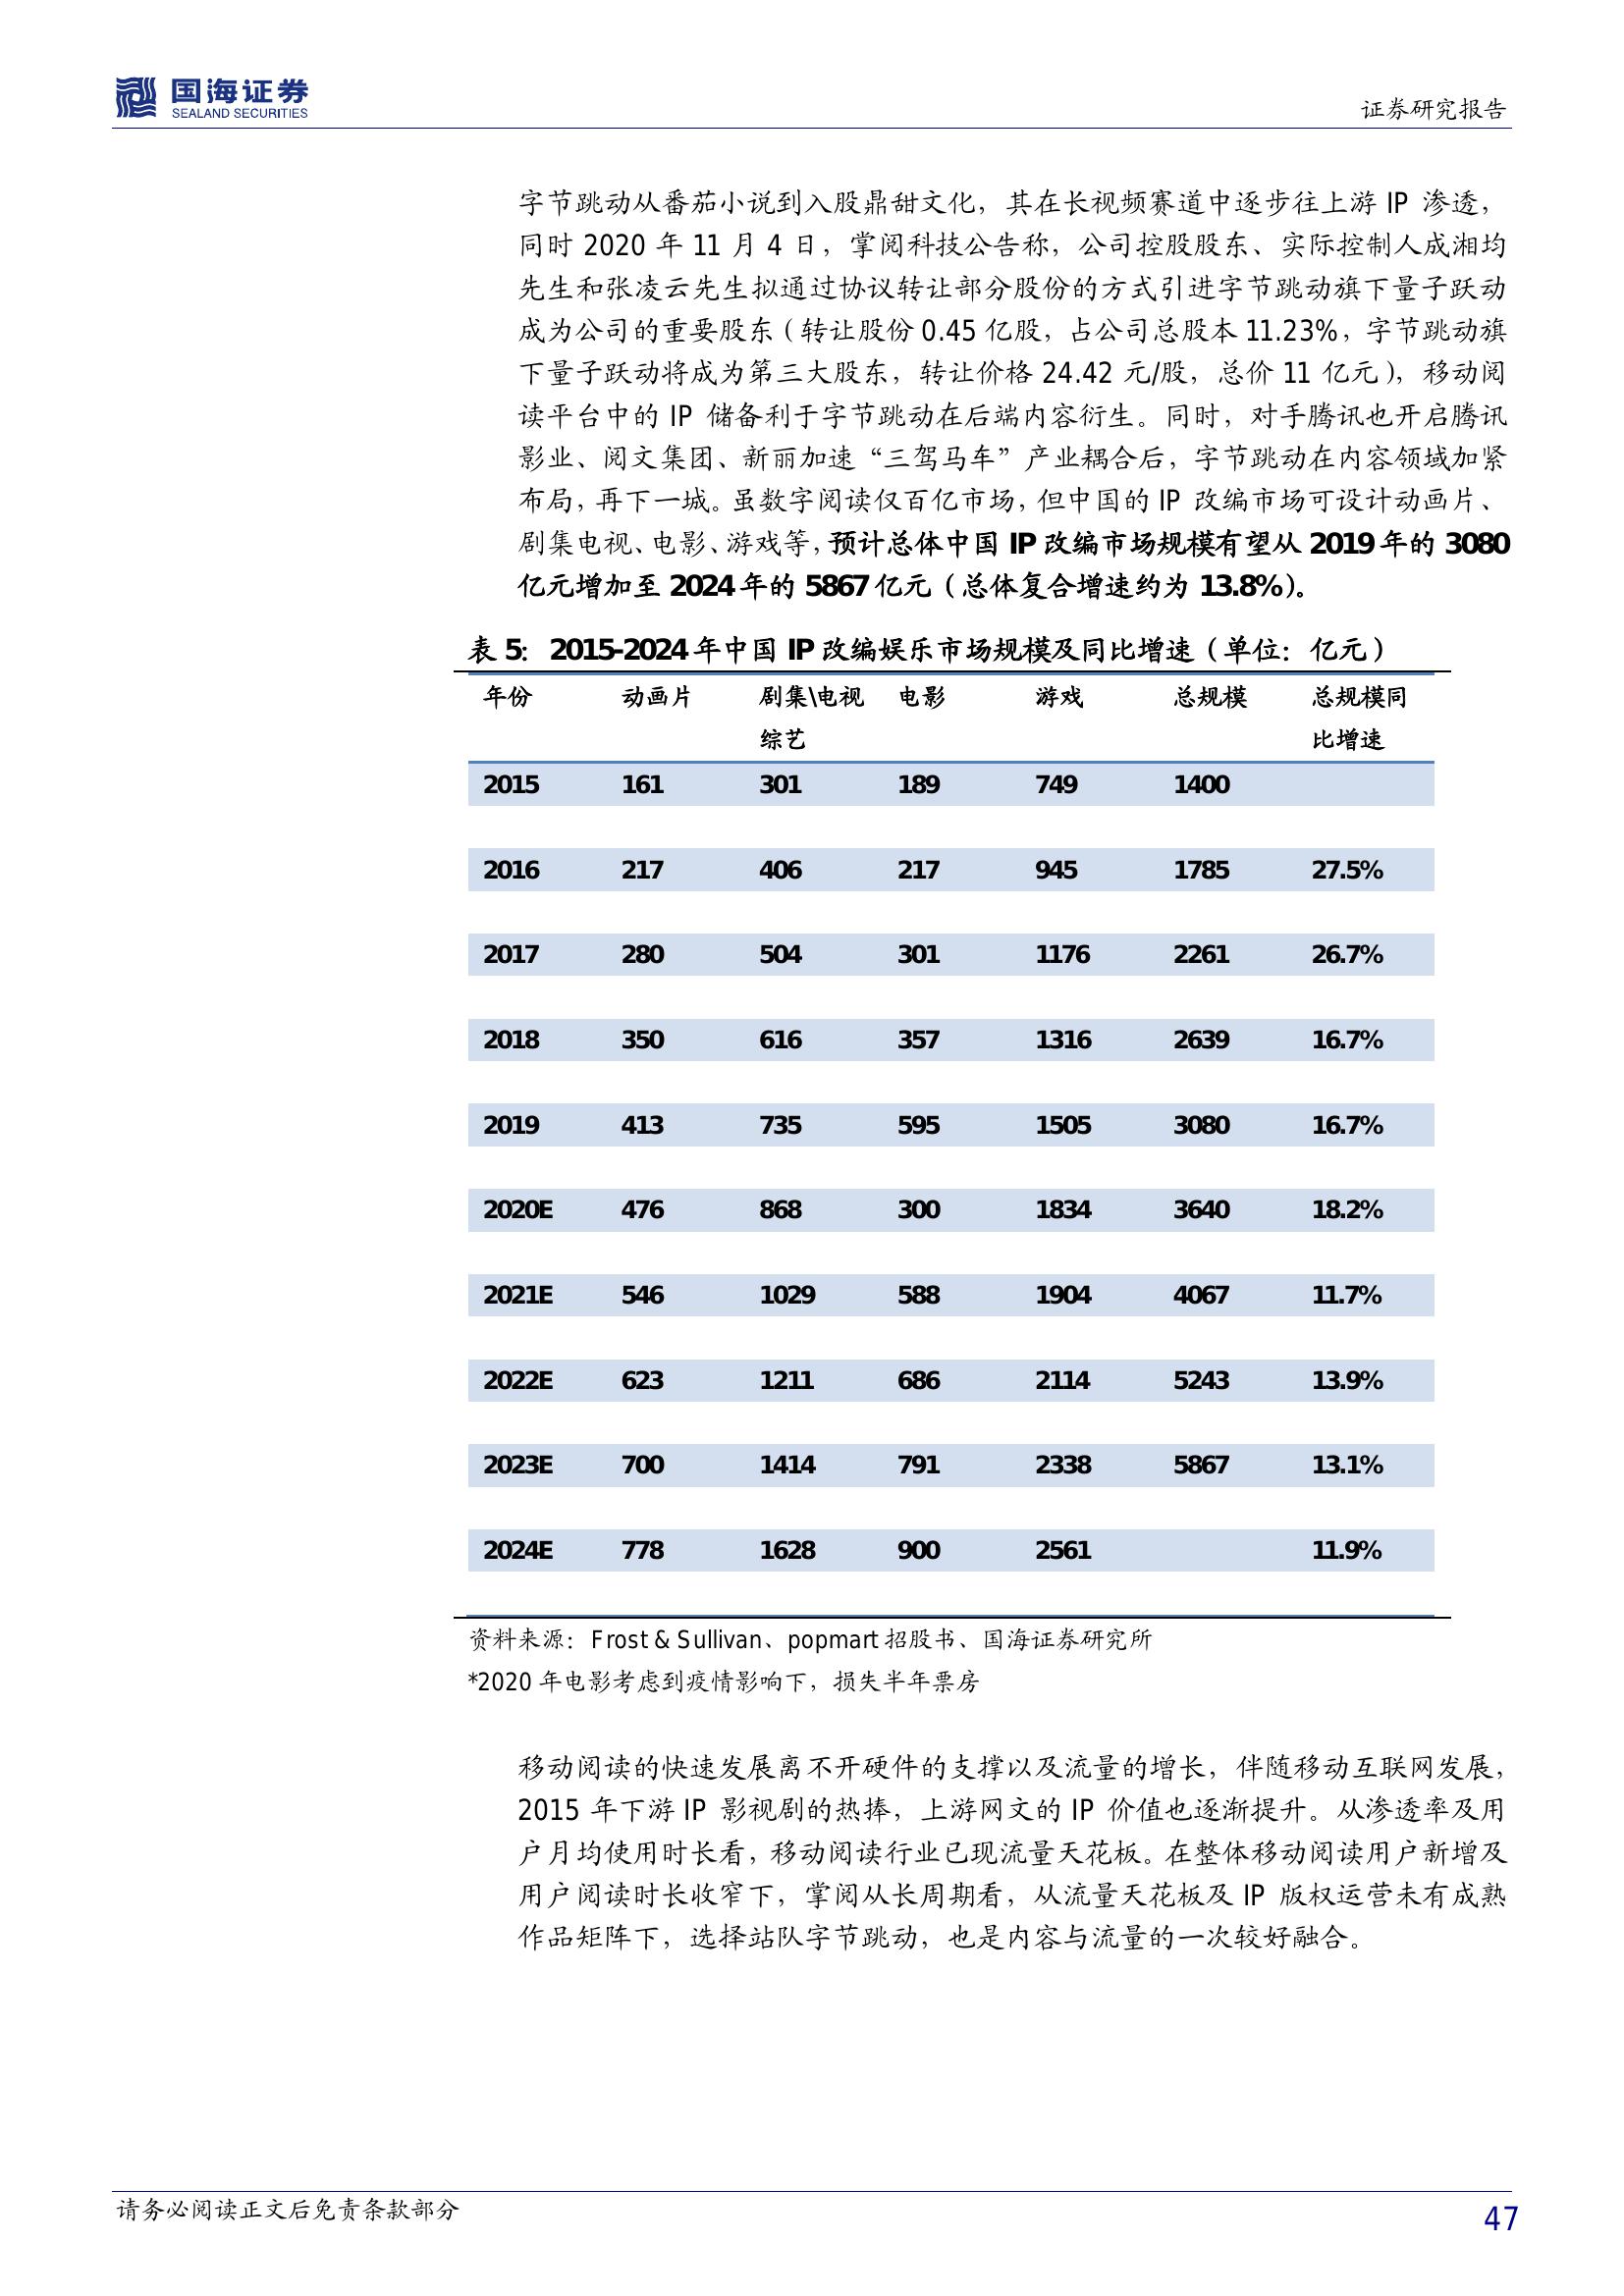 国海证券
SEALAND SECURITIES
证券研究报告
字节跳动从番茄小说到入股鼎甜文化，其在长视频赛道中逐步往上游 IP 渗透，
同时 2020 年 11 月 4 日，掌阅科技公告称，公司控股股东、实际控制人成湘均
先生和张凌云先生拟通过协议转让部分股份的方式引进字节跳动旗下量子跃动
成为公司的重要股东（转让股份 0.45 亿股，占公司总股本 11.23%，字节跳动旗
下量子跃动将成为第三大股东，转让价格 24.42 元/股，总价 11 亿元），移动阅
读平台中的 IP 储备利于字节跳动在后端内容衍生。同时，对手腾讯也开启腾讯
影业、阅文集团、新丽加速“三驾马车”产业耦合后，字节跳动在内容领域加紧
布局，再下一城。虽数字阅读仅百亿市场，但中国的 IP 改编市场可设计动画片、
剧集电视、电影、游戏等，预计总体中国 IP 改编市场规模有望从 2019 年的 3080
亿元增加至 2024 年的 5867 亿元（总体复合增速约为 13.8%）。
表 5：2015-2024 年中国 IP 改编娱乐市场规模及同比增速（单位：亿元）
年份 动画片 剧集\电视 电影 游戏 总规模 总规模同
综艺 比增速
2015 161 301 189 749 1400
2016 217 406 217 945 1785 27.5%
2017 280 504 301 1176 2261 26.7%
2018 350 616 357 1316 2639 16.7%
2019 413 735 595 1505 3080 16.7%
2020E 476 868 300 1834 3640 18.2%
2021E 546 1029 588 1904 4067 11.7%
2022E 623 1211 686 2114 5243 13.9%
2023E 700 1414 791 2338 5867 13.1%
2024E 778 1628 900 2561 11.9%
资料来源：Frost & Sullivan、popmart 招股书、国海证券研究所
*2020 年电影考虑到疫情影响下，损失半年票房
移动阅读的快速发展离不开硬件的支撑以及流量的增长，伴随移动互联网发展，
2015 年下游 IP 影视剧的热捧，上游网文的 IP 价值也逐渐提升。从渗透率及用
户月均使用时长看，移动阅读行业已现流量天花板。在整体移动阅读用户新增及
用户阅读时长收窄下，掌阅从长周期看，从流量天花板及 IP 版权运营未有成熟
作品矩阵下，选择站队字节跳动，也是内容与流量的一次较好融合。
请务必阅读正文后免责条款部分
47